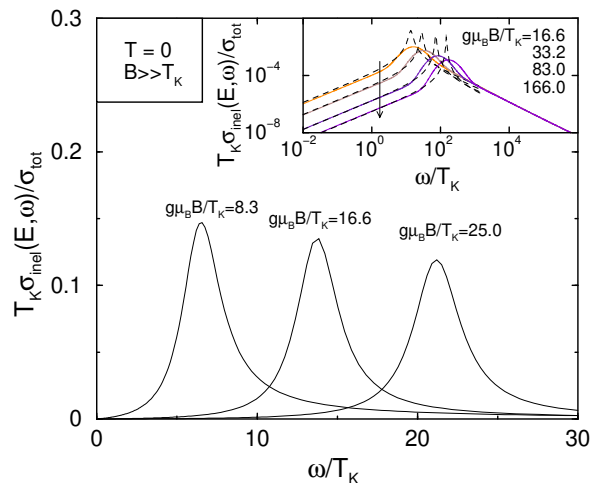 T = 0
B>>T_K
gμ_BB/T_K=16.6
33.2
83.0
166.0
10^−4
10^−8
T_Kσ_inel(E,ω)/σ_tot
10^−2 10^0 10^2 10^4
ω/T_K
0.3
0.2
0.1
0
T_Kσ_inel(E,ω)/σ_tot
gμ_BB/T_K=8.3
gμ_BB/T_K=16.6
gμ_BB/T_K=25.0
0 10 20 30
ω/T_K